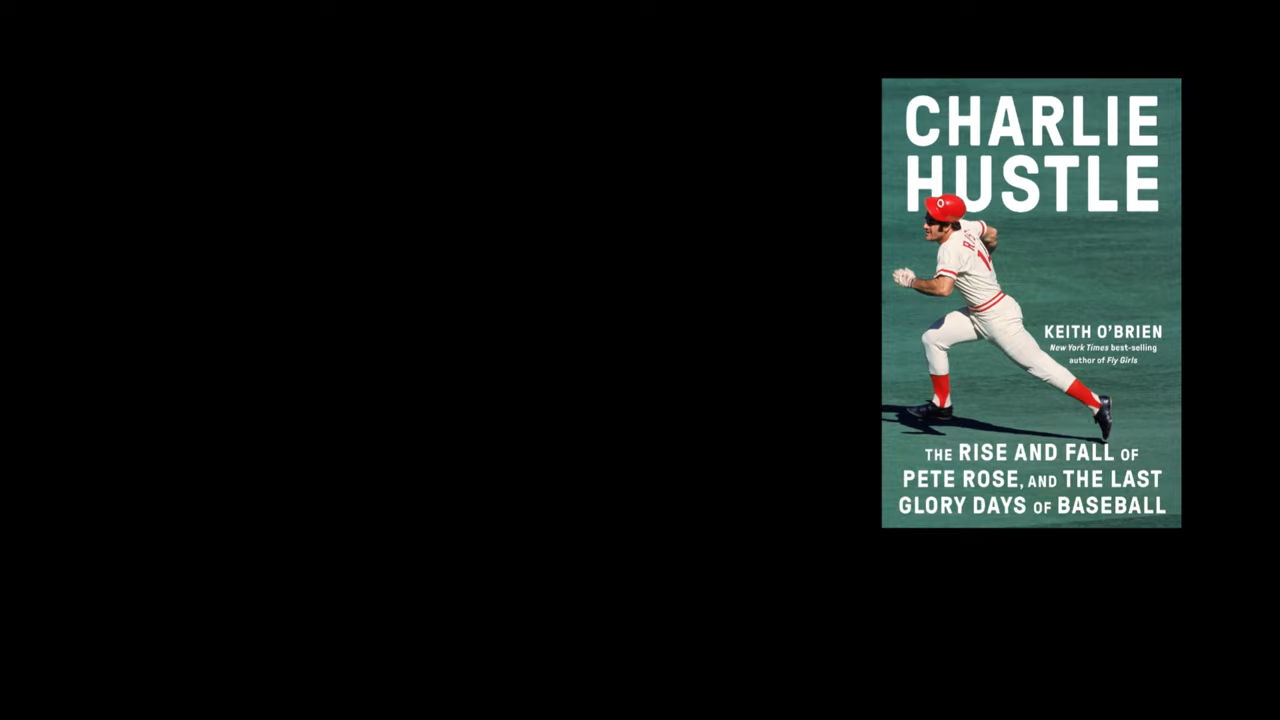 CHARLIE
HUSTLE
KEITH O'BRIEN
New York Times best-selling
author of Fly Girls
THE RISE AND FALL OF
PETE ROSE, AND THE LAST
GLORY DAYS OF BASEBALL